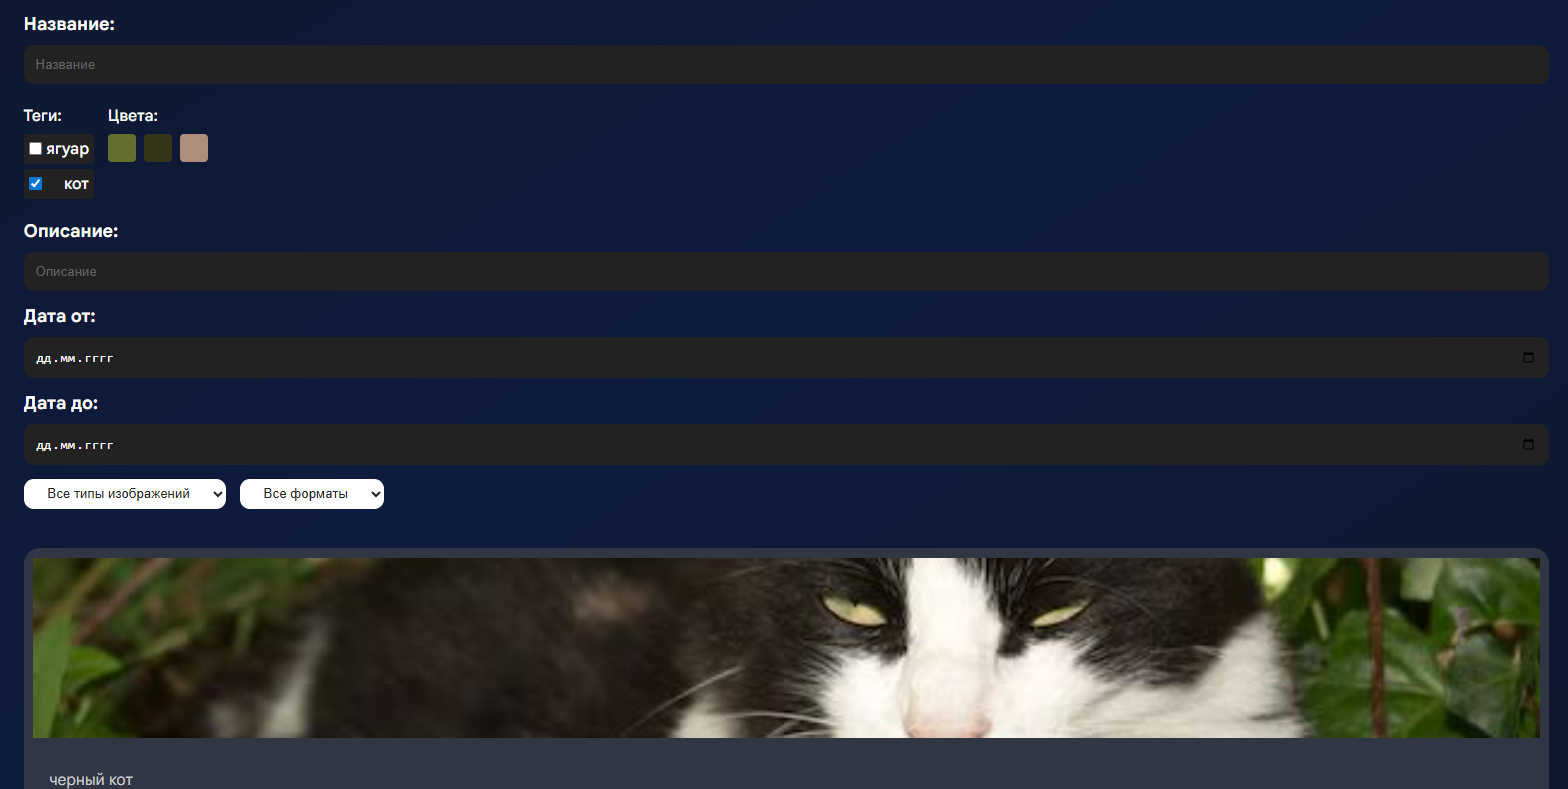 Название:
Название
Теги: Цвета:
ягуар
кот
Описание:
Описание
Дата от:
дд.мм.гггг
Дата до:
дд.мм.гггг
Все типы изображений Все форматы
черный кот